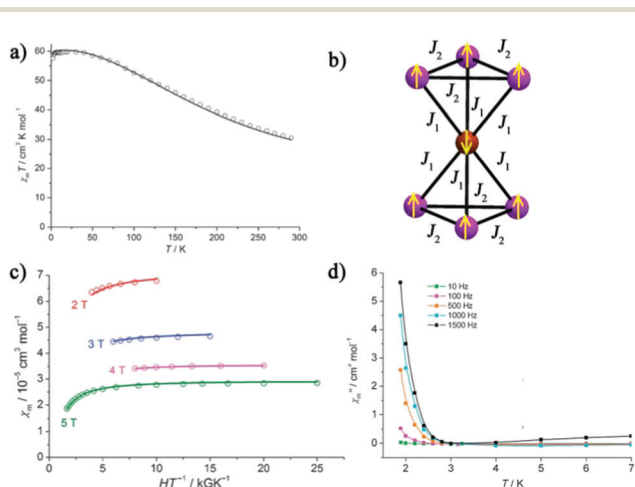 a)
60
50
40
30
20
10
0
0 50 100 150 200 250 300
χₘT / cm³ K mol⁻¹
T / K
b)
J₂ J₂
J₂ J₁
J₁ J₁
J₁ J₁
J₁ J₂
J₂ J₂
c)
7
6
5
4
3
2
1
0
2 T
3 T
4 T
5 T
0 5 10 15 20 25
χₘ / 10⁻⁵ cm³ mol⁻¹
HT⁻¹ / kGK⁻¹
d)
6
5
4
3
2
1
0
10 Hz
100 Hz
500 Hz
1000 Hz
1500 Hz
2 3 4 5 6 7
χₘ″ / cm³ mol⁻¹
T / K